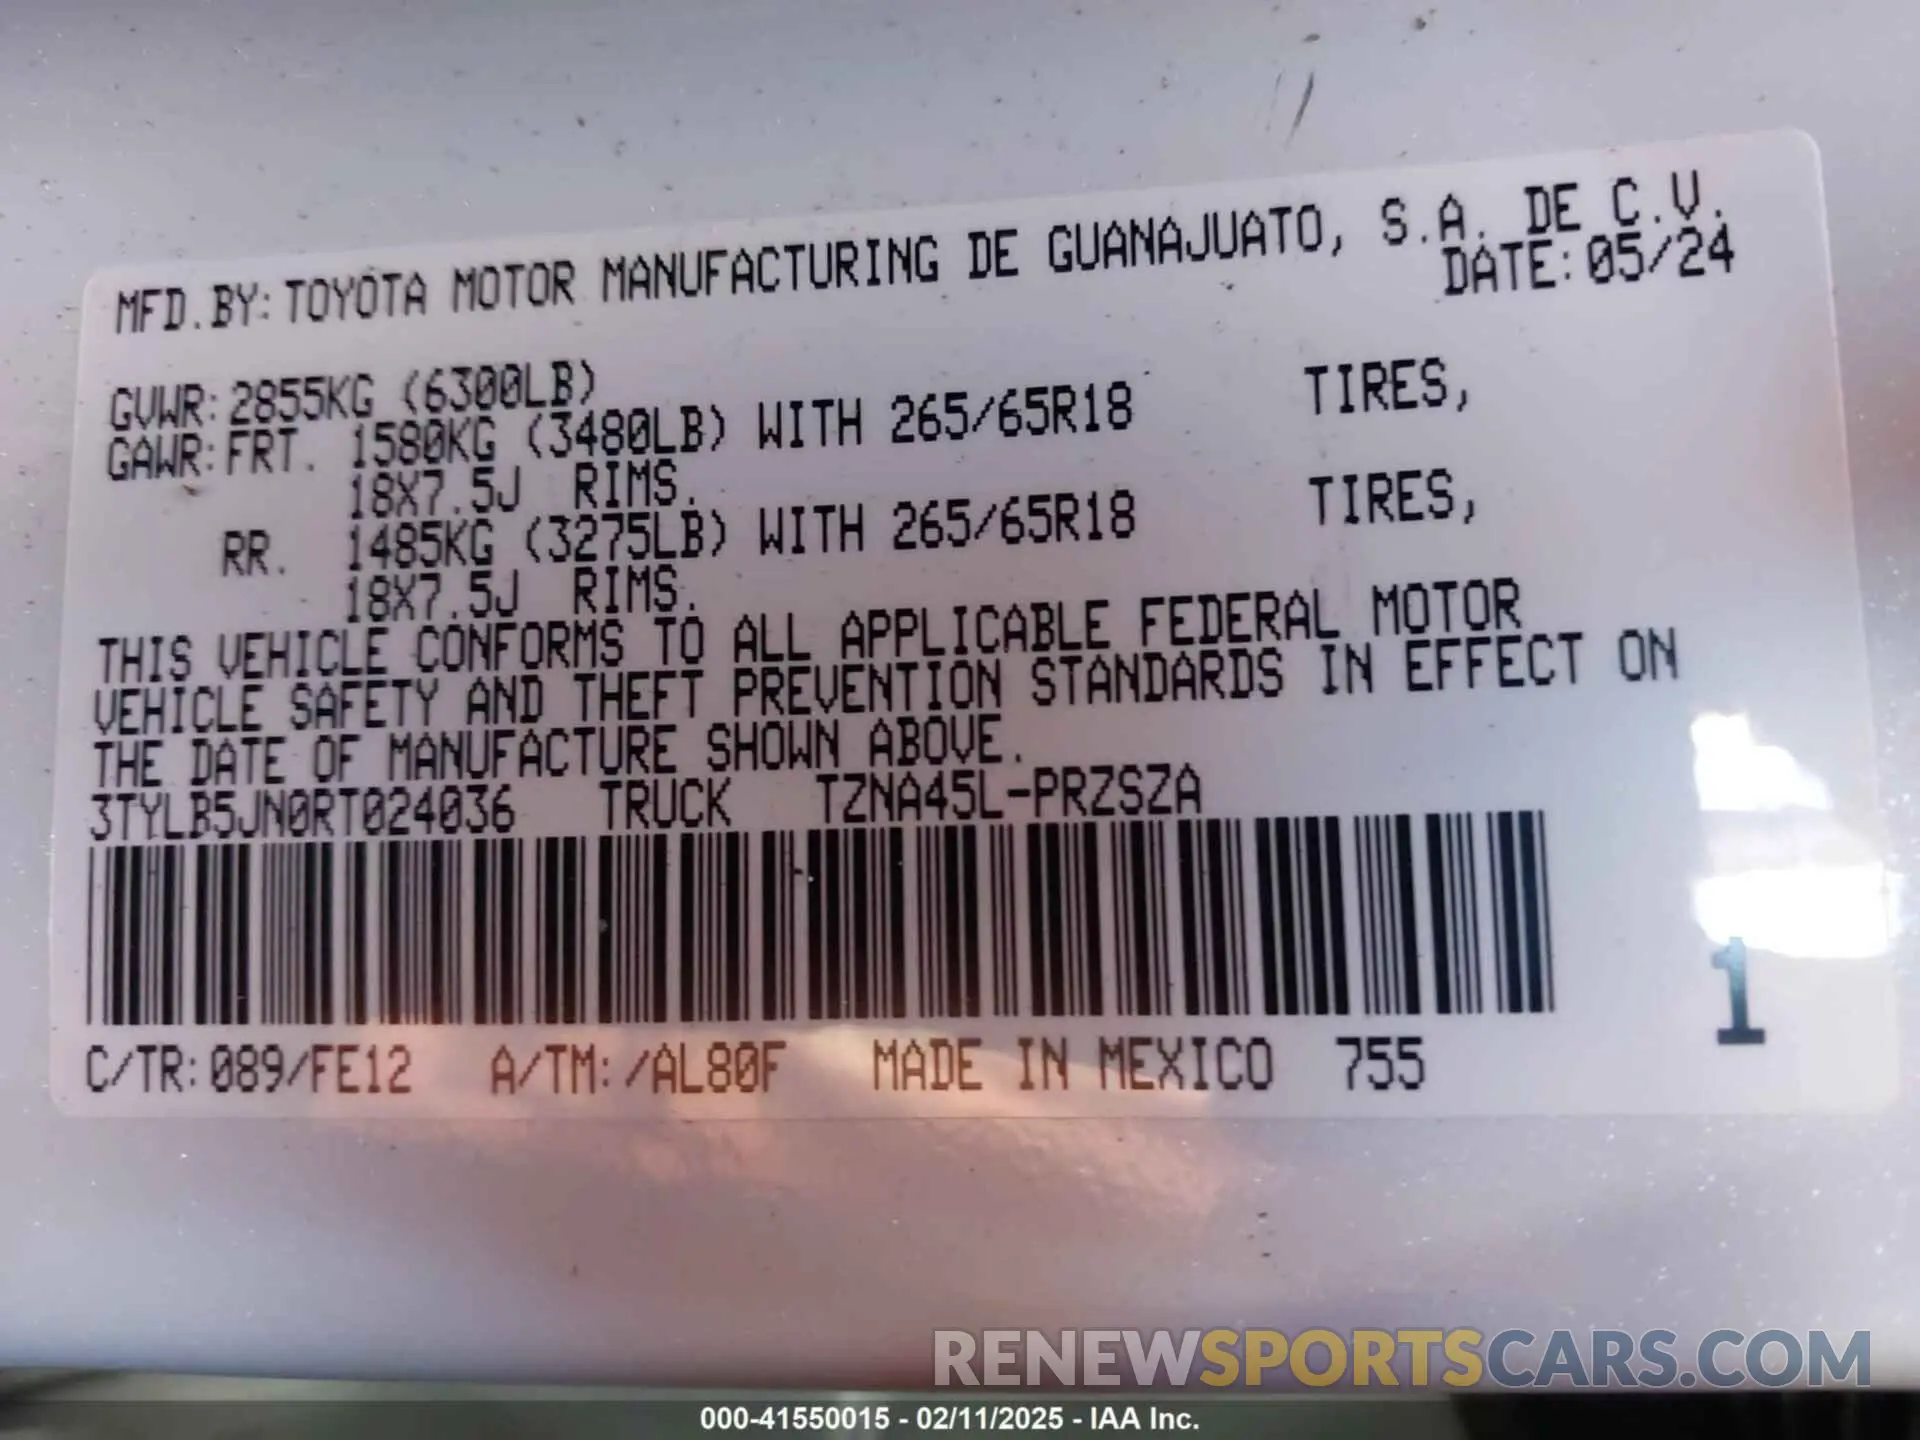 MFD.BY:TOYOTA MOTOR MANUFACTURING DE GUANAJUATO, S.A. DE C.V.
DATE:05/24
GVWR:2855KG (6300LB)
GAWR:FRT. 1580KG (3480LB) WITH 265/65R18 TIRES,
18X7.5J RIMS.
RR. 1485KG (3275LB) WITH 265/65R18 TIRES,
18X7.5J RIMS.
THIS VEHICLE CONFORMS TO ALL APPLICABLE FEDERAL MOTOR
VEHICLE SAFETY AND THEFT PREVENTION STANDARDS IN EFFECT ON
THE DATE OF MANUFACTURE SHOWN ABOVE.
3TYLB5JN0RT024036 TRUCK TZNA45L-PRZSZA
1
C/TR:089/FE12 A/TM:/AL80F MADE IN MEXICO 755
RENEWSPORTSCARS.COM
000-41550015 - 02/11/2025 - IAA Inc.